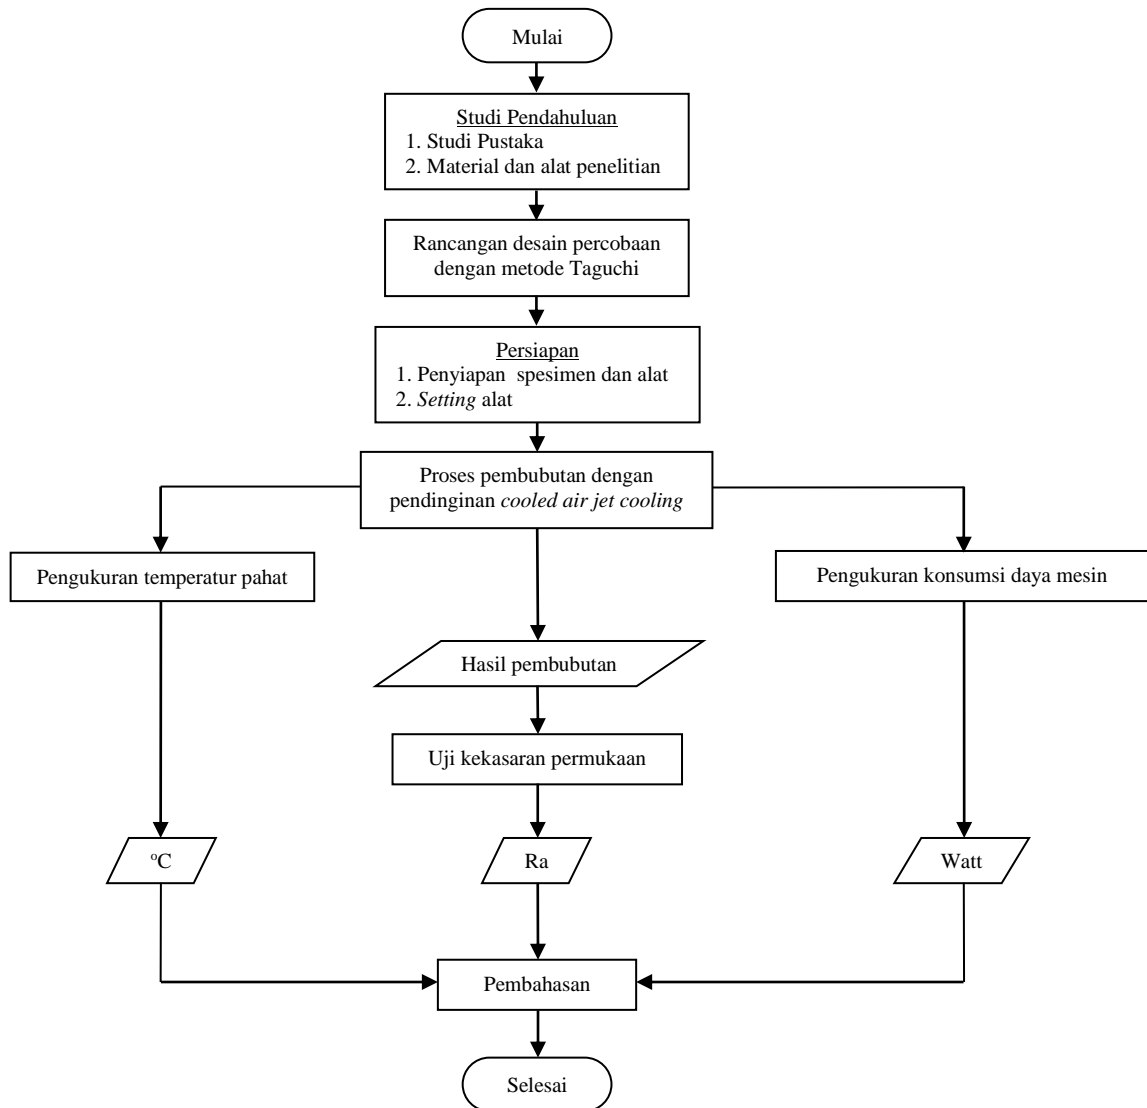 Mulai
Studi Pendahuluan
1. Studi Pustaka
2. Material dan alat penelitian
Rancangan desain percobaan
dengan metode Taguchi
Persiapan
1. Penyiapan spesimen dan alat
2. Setting alat
Proses pembubutan dengan
pendinginan cooled air jet cooling
Pengukuran temperatur pahat
Pengukuran konsumsi daya mesin
Hasil pembubutan
Uji kekasaran permukaan
°C
Ra
Watt
Pembahasan
Selesai